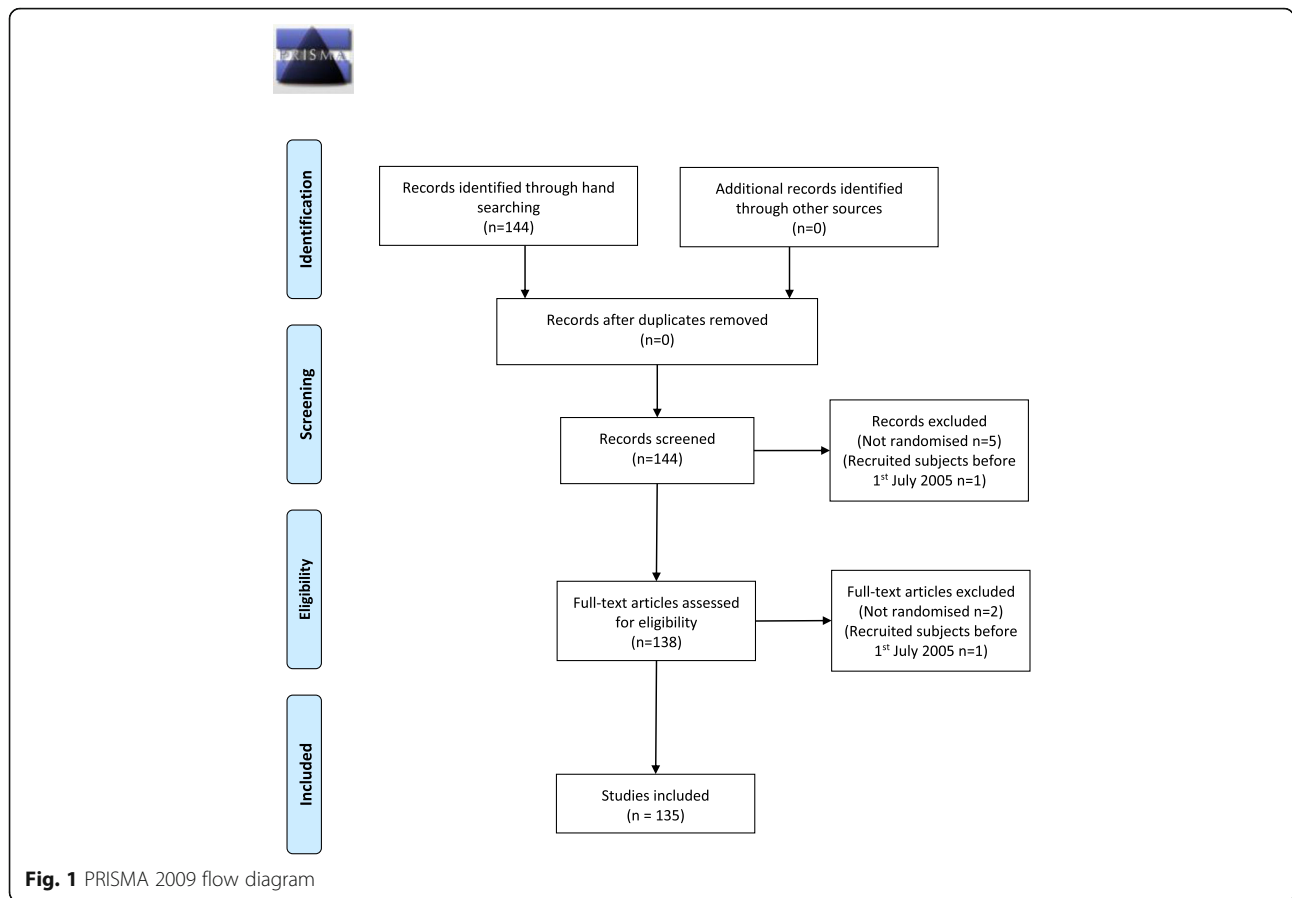 PRISMA
Identification
Records identified through hand
searching
(n=144)
Additional records identified
through other sources
(n=0)
Records after duplicates removed
(n=0)
Screening
Records screened
(n=144)
Records excluded
(Not randomised n=5)
(Recruited subjects before
1st July 2005 n=1)
Eligibility
Full-text articles assessed
for eligibility
(n=138)
Full-text articles excluded
(Not randomised n=2)
(Recruited subjects before
1st July 2005 n=1)
Included
Studies included
(n = 135)
Fig. 1 PRISMA 2009 flow diagram